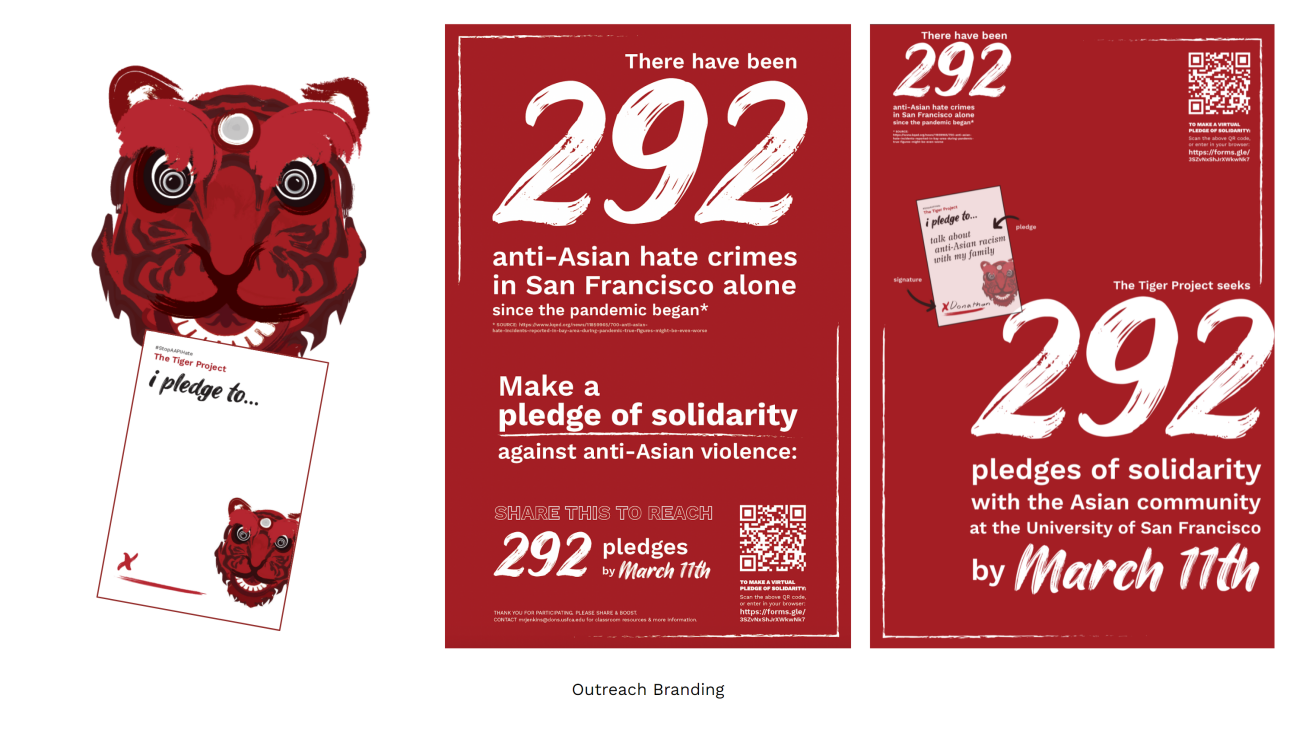 #StopAAPIHate
The Tiger Project
i pledge to...
X
There have been
292
anti-Asian hate crimes
in San Francisco alone
since the pandemic began*
* SOURCE: https://www.kqed.org/news/11859965/700-anti-asian-
hate-incidents-reported-in-bay-area-during-pandemic-true-figures-might-be-even-worse
Make a
pledge of solidarity
against anti-Asian violence:
SHARE THIS TO REACH
292 pledges
by March 11th
TO MAKE A VIRTUAL
PLEDGE OF SOLIDARITY:
Scan the above QR code,
or enter in your browser:
https://forms.gle/
3SZvNxShJrXWkwNk7
THANK YOU FOR PARTICIPATING. PLEASE SHARE & BOOST.
CONTACT mrjenkins@dons.usfca.edu for classroom resources & more information.
There have been
292
anti-Asian hate crimes
in San Francisco alone
since the pandemic began*
* SOURCE:
TO MAKE A VIRTUAL
PLEDGE OF SOLIDARITY:
Scan the above QR code,
or enter in your browser:
https://forms.gle/
3SZvNxShJrXWkwNk7
The Tiger Project
i pledge to...
talk about
anti-Asian racism
with my family
X Donathan
pledge
signature
The Tiger Project seeks
292
pledges of solidarity
with the Asian community
at the University of San Francisco
by March 11th
Outreach Branding